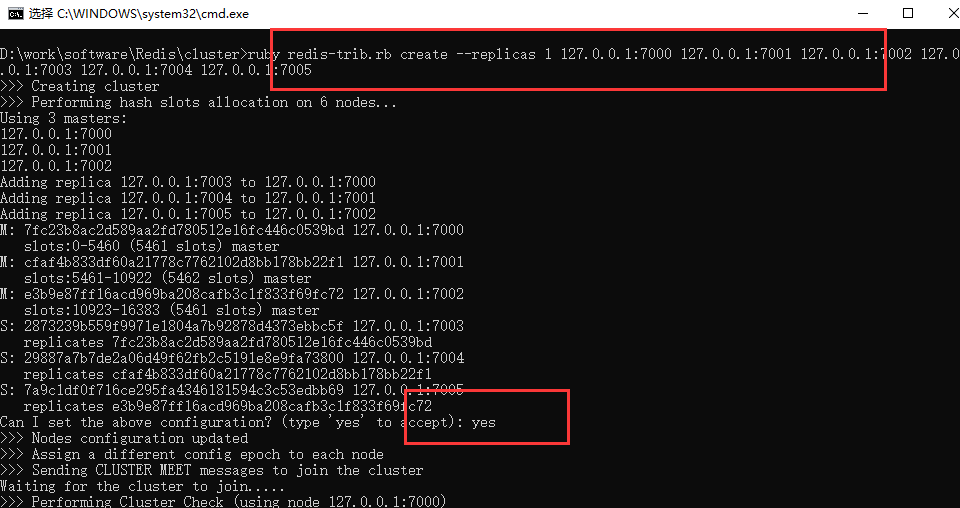 选择 C:\WINDOWS\system32\cmd.exe
D:\work\software\Redis\cluster>ruby redis-trib.rb create --replicas 1 127.0.0.1:7000 127.0.0.1:7001 127.0.0.1:7002 127.0
.0.1:7003 127.0.0.1:7004 127.0.0.1:7005
>>> Creating cluster
>>> Performing hash slots allocation on 6 nodes...
Using 3 masters:
127.0.0.1:7000
127.0.0.1:7001
127.0.0.1:7002
Adding replica 127.0.0.1:7003 to 127.0.0.1:7000
Adding replica 127.0.0.1:7004 to 127.0.0.1:7001
Adding replica 127.0.0.1:7005 to 127.0.0.1:7002
M: 7fc23b8ac2d589aa2fd780512e16fc446c0539bd 127.0.0.1:7000
   slots:0-5460 (5461 slots) master
M: cfaf4b833df60a21778c7762102d8bb178bb22f1 127.0.0.1:7001
   slots:5461-10922 (5462 slots) master
M: e3b9e87ff16acd969ba208cafb3c1f833f69fc72 127.0.0.1:7002
   slots:10923-16383 (5461 slots) master
S: 2873239b559f9971e1804a7b92878d4373ebbc5f 127.0.0.1:7003
   replicates 7fc23b8ac2d589aa2fd780512e16fc446c0539bd
S: 29887a7b7de2a06d49f62fb2c5191e8e9fa73800 127.0.0.1:7004
   replicates cfaf4b833df60a21778c7762102d8bb178bb22f1
S: 7a9c1df0f716ce295fa4346181594c3c53edbb69 127.0.0.1:7005
   replicates e3b9e87ff16acd969ba208cafb3c1f833f69fc72
Can I set the above configuration? (type 'yes' to accept): yes
>>> Nodes configuration updated
>>> Assign a different config epoch to each node
>>> Sending CLUSTER MEET messages to join the cluster
Waiting for the cluster to join.....
>>> Performing Cluster Check (using node 127.0.0.1:7000)